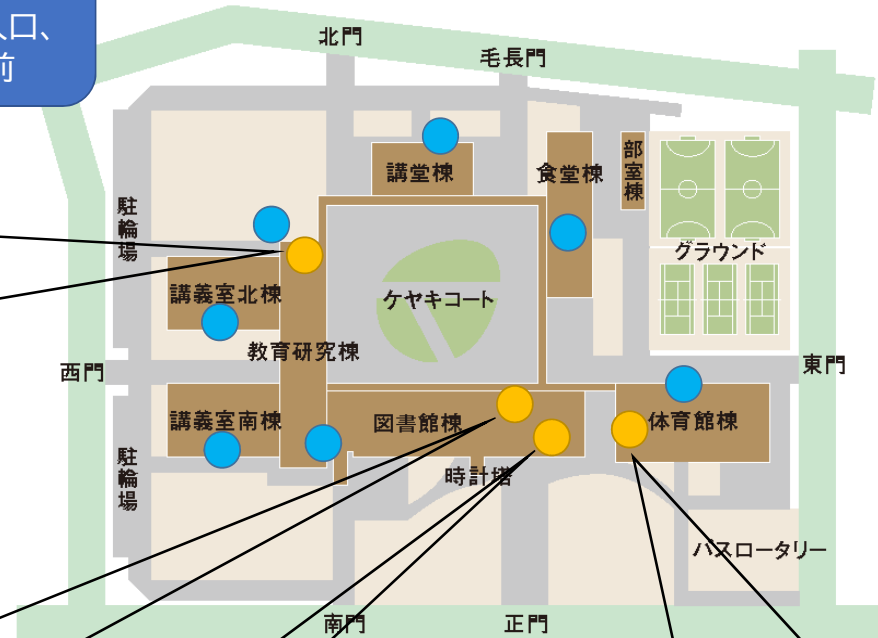 入口、
前
北門
毛長門
講堂棟
食堂棟
部室棟
駐輪場
グラウンド
講義室北棟
ケヤキコート
教育研究棟
西門
東門
講義室南棟
図書館棟
体育館棟
駐輪場
時計塔
バスロータリー
南門
正門